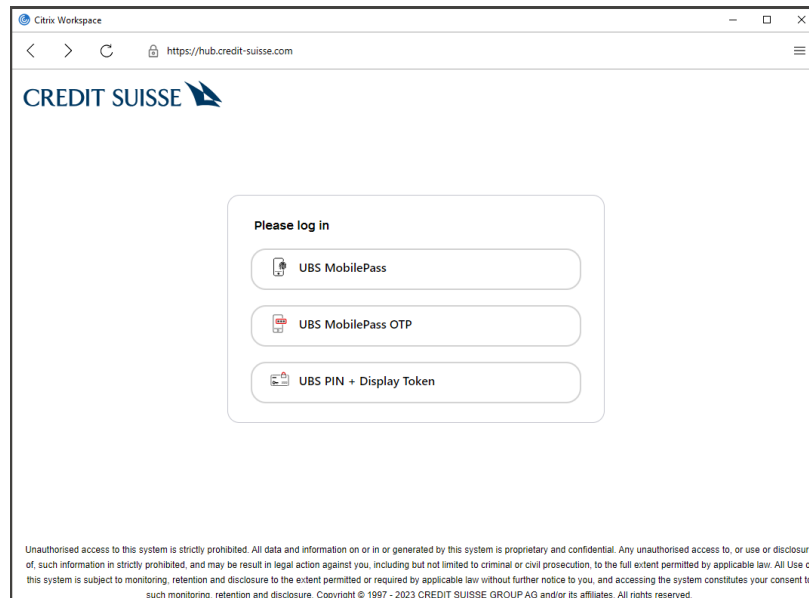 Citrix Workspace
https://hub.credit-suisse.com
CREDIT SUISSE
Please log in
UBS MobilePass
UBS MobilePass OTP
UBS PIN + Display Token
Unauthorised access to this system is strictly prohibited. All data and information on or in or generated by this system is proprietary and confidential. Any unauthorised access to, or use or disclosur
of, such information in strictly prohibited, and may be result in legal action against you, including but not limited to criminal or civil prosecution, to the full extent permitted by applicable law. All Use o
this system is subject to monitoring, retention and disclosure to the extent permitted or required by applicable law without further notice to you, and accessing the system constitutes your consent to
such monitoring, retention and disclosure. Copyright © 1997 - 2023 CREDIT SUISSE GROUP AG and/or its affiliates. All rights reserved.